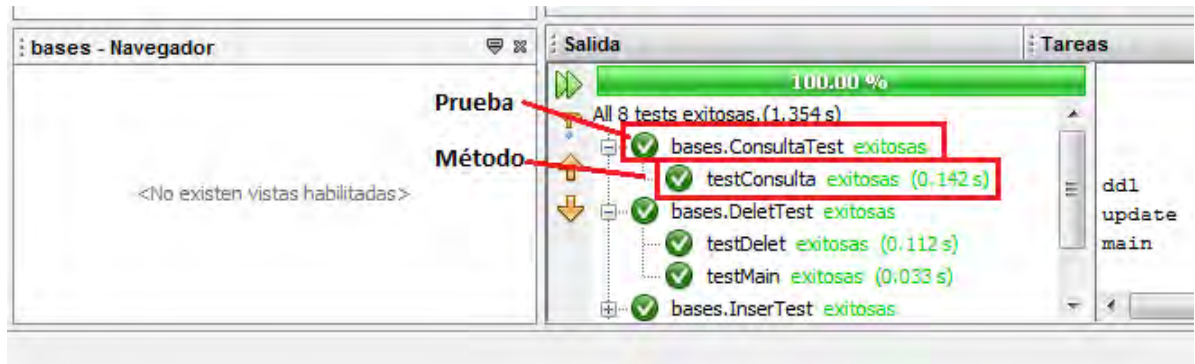 bases - Navegador
<No existen vistas habilitadas>
Prueba
Método
Salida
100.00 %
All 8 tests exitosas.(1.354 s)
bases.ConsultaTest exitosas
testConsulta exitosas (0.142 s)
bases.DeletTest exitosas
testDelet exitosas (0.112 s)
testMain exitosas (0.033 s)
bases.InserTest exitosas
Tareas
ddl
update
main